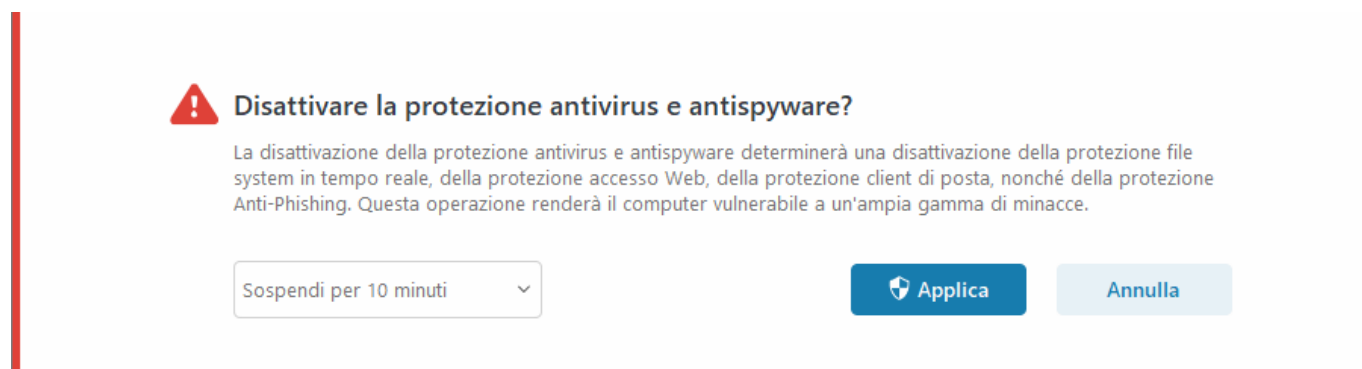 Disattivare la protezione antivirus e antispyware?
La disattivazione della protezione antivirus e antispyware determinerà una disattivazione della protezione file
system in tempo reale, della protezione accesso Web, della protezione client di posta, nonché della protezione
Anti-Phishing. Questa operazione renderà il computer vulnerabile a un'ampia gamma di minacce.
Sospendi per 10 minuti
Applica
Annulla